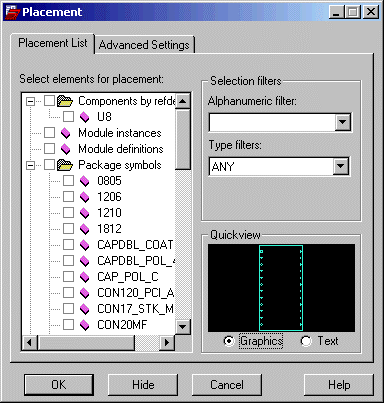 Placement
Placement List
Advanced Settings
Select elements for placement:
Components by refde
U8
Module instances
Module definitions
Package symbols
0805
1206
1210
1812
CAPDBL_COAT
CAPDBL_POL_4
CAP_POL_C
CON120_PCI_A
CON17_STK_M
CON20MF
Selection filters
Alphanumeric filter:
Type filters:
ANY
Quickview
Graphics
Text
OK
Hide
Cancel
Help